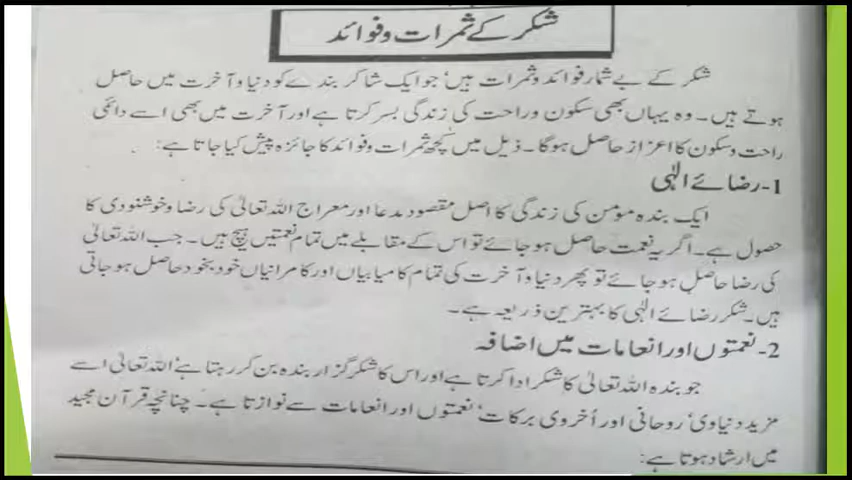 شکر کے ثمرات و فوائد
شکر کے بے شمار فوائد و ثمرات ہیں' جو ایک شاکر بندے کو دنیا و آخرت میں حاصل
ہوتے ہیں۔ وہ یہاں بھی سکون و راحت کی زندگی بسر کرتا ہے اور آخرت میں بھی اسے دائمی
راحت و سکون کا اعزاز حاصل ہوگا۔ ذیل میں کچھ ثمرات و فوائد کا جائزہ پیش کیا جاتا ہے:
1- رضائے الٰہی
ایک بندہ مؤمن کی زندگی کا اصل مقصود مدعا اور معراج اللہ تعالیٰ کی رضا و خوشنودی کا
حصول ہے۔ اگر یہ نعمت حاصل ہو جائے تو اس کے مقابلے میں تمام نعمتیں ہیچ ہیں۔ جب اللہ تعالیٰ
کی رضا حاصل ہو جائے تو پھر دنیا و آخرت کی تمام کامیابیاں اور کامرانیاں خود بخود حاصل ہو جاتی
ہیں۔ شکر رضائے الٰہی کا بہترین ذریعہ ہے۔
2- نعمتوں اور انعامات میں اضافہ
جو بندہ اللہ تعالیٰ کا شکر ادا کرتا ہے اور اس کا شکر گزار بندہ بن کر رہتا ہے' اللہ تعالیٰ اسے
مزید دنیاوی' روحانی اور اُخروی برکات' نعمتوں اور انعامات سے نوازتا ہے۔ چنانچہ قرآن مجید
میں ارشاد ہوتا ہے: